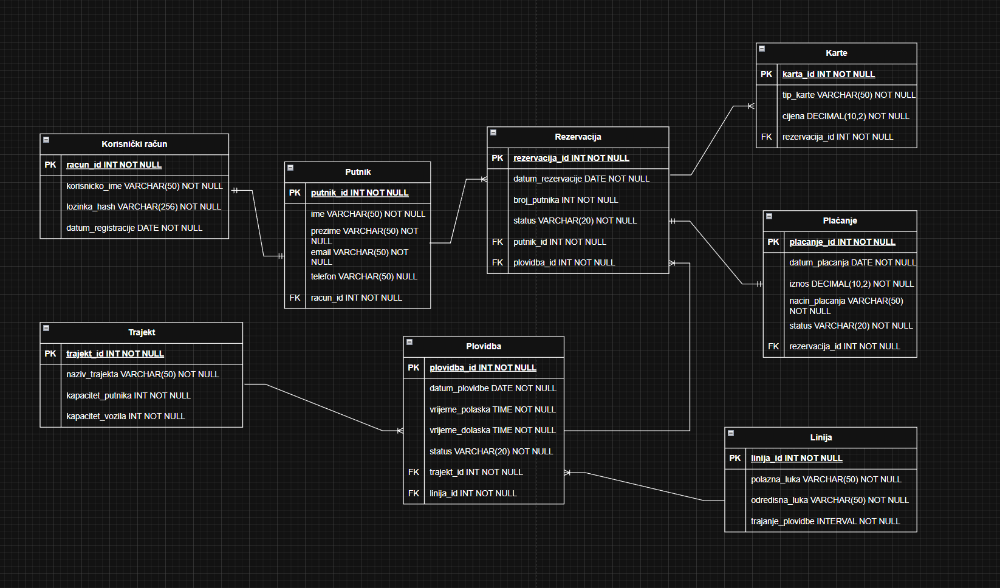 Karte
PK karta_id INT NOT NULL
tip_karte VARCHAR(50) NOT NULL
cijena DECIMAL(10,2) NOT NULL
FK rezervacija_id INT NOT NULL
Korisnički račun
PK racun_id INT NOT NULL
korisnicko_ime VARCHAR(50) NOT NULL
lozinka_hash VARCHAR(256) NOT NULL
datum_registracije DATE NOT NULL
Putnik
PK putnik_id INT NOT NULL
ime VARCHAR(50) NOT NULL
prezime VARCHAR(50) NOT
NULL
email VARCHAR(50) NOT
NULL
telefon VARCHAR(50) NULL
FK racun_id INT NOT NULL
Rezervacija
PK rezervacija_id INT NOT NULL
datum_rezervacije DATE NOT NULL
broj_putnika INT NOT NULL
status VARCHAR(20) NOT NULL
FK putnik_id INT NOT NULL
FK plovidba_id INT NOT NULL
Plaćanje
PK placanje_id INT NOT NULL
datum_placanja DATE NOT NULL
iznos DECIMAL(10,2) NOT NULL
nacin_placanja VARCHAR(50)
NOT NULL
status VARCHAR(20) NOT NULL
FK rezervacija_id INT NOT NULL
Trajekt
PK trajekt_id INT NOT NULL
naziv_trajekta VARCHAR(50) NOT NULL
kapacitet_putnika INT NOT NULL
kapacitet_vozila INT NOT NULL
Plovidba
PK plovidba_id INT NOT NULL
datum_plovidbe DATE NOT NULL
vrijeme_polaska TIME NOT NULL
vrijeme_dolaska TIME NOT NULL
status VARCHAR(20) NOT NULL
FK trajekt_id INT NOT NULL
FK linija_id INT NOT NULL
Linija
PK linija_id INT NOT NULL
polazna_luka VARCHAR(50) NOT NULL
odredisna_luka VARCHAR(50) NOT NULL
trajanje_plovidbe INTERVAL NOT NULL